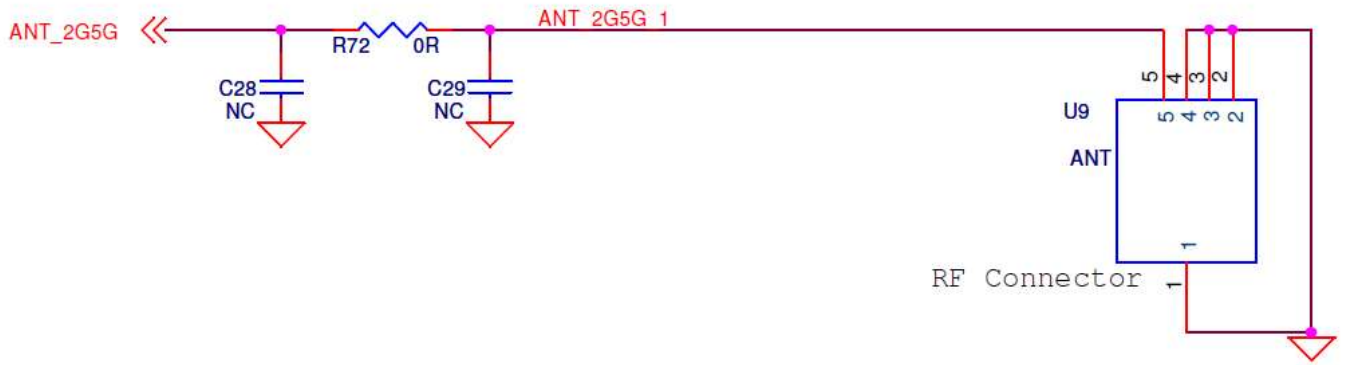 ANT_2G5G
ANT_2G5G_1
R72 0R
C28
NC
C29
NC
5 4 3 2
U9
5 4 3 2
ANT
1
RF Connector
1